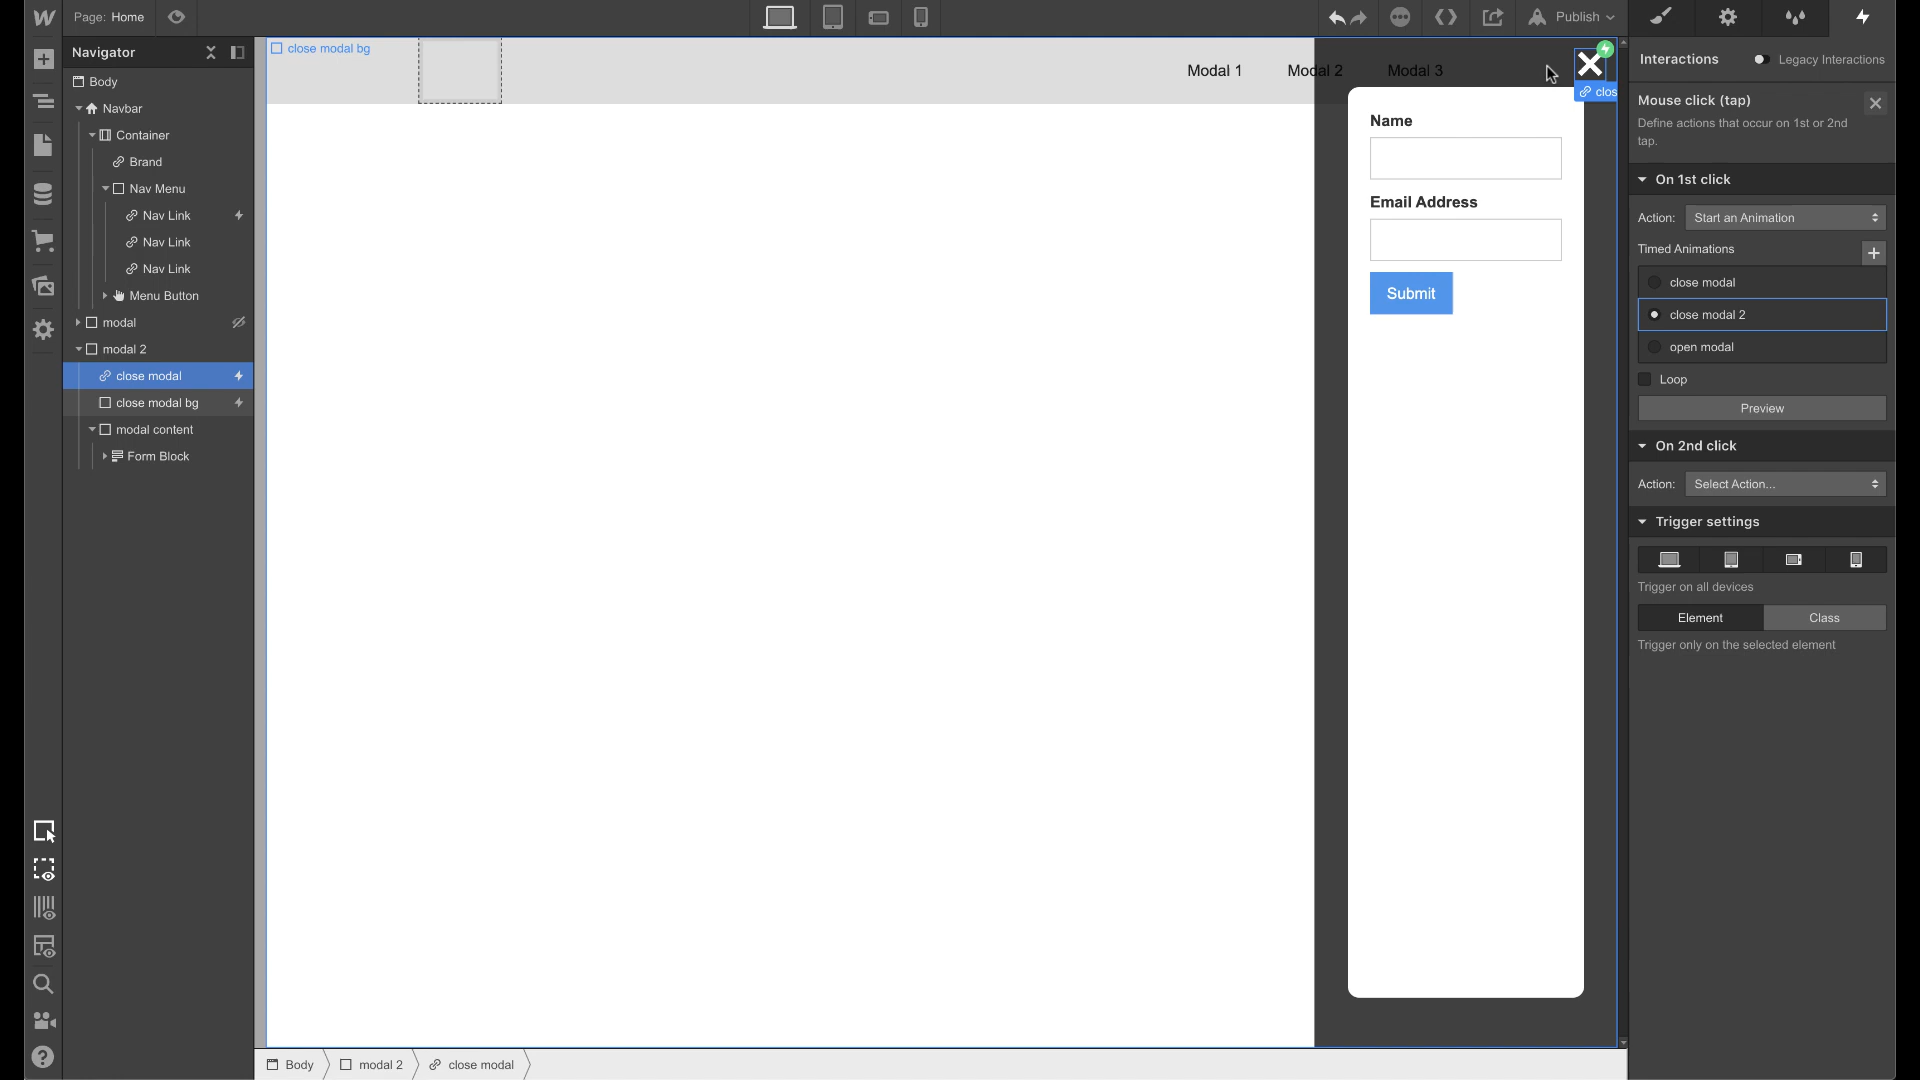 Page: Home
Publish
Navigator
Body
Navbar
Container
Brand
Nav Menu
Nav Link
Nav Link
Nav Link
Menu Button
modal
modal 2
close modal
close modal bg
modal content
Form Block
close modal bg
Modal 1
Modal 2
Modal 3
clos
Name
Email Address
Submit
Interactions
Legacy Interactions
Mouse click (tap)
Define actions that occur on 1st or 2nd
tap.
On 1st click
Action: Start an Animation
Timed Animations
close modal
close modal 2
open modal
Loop
Preview
On 2nd click
Action: Select Action...
Trigger settings
Trigger on all devices
Element Class
Trigger only on the selected element
Body modal 2 close modal